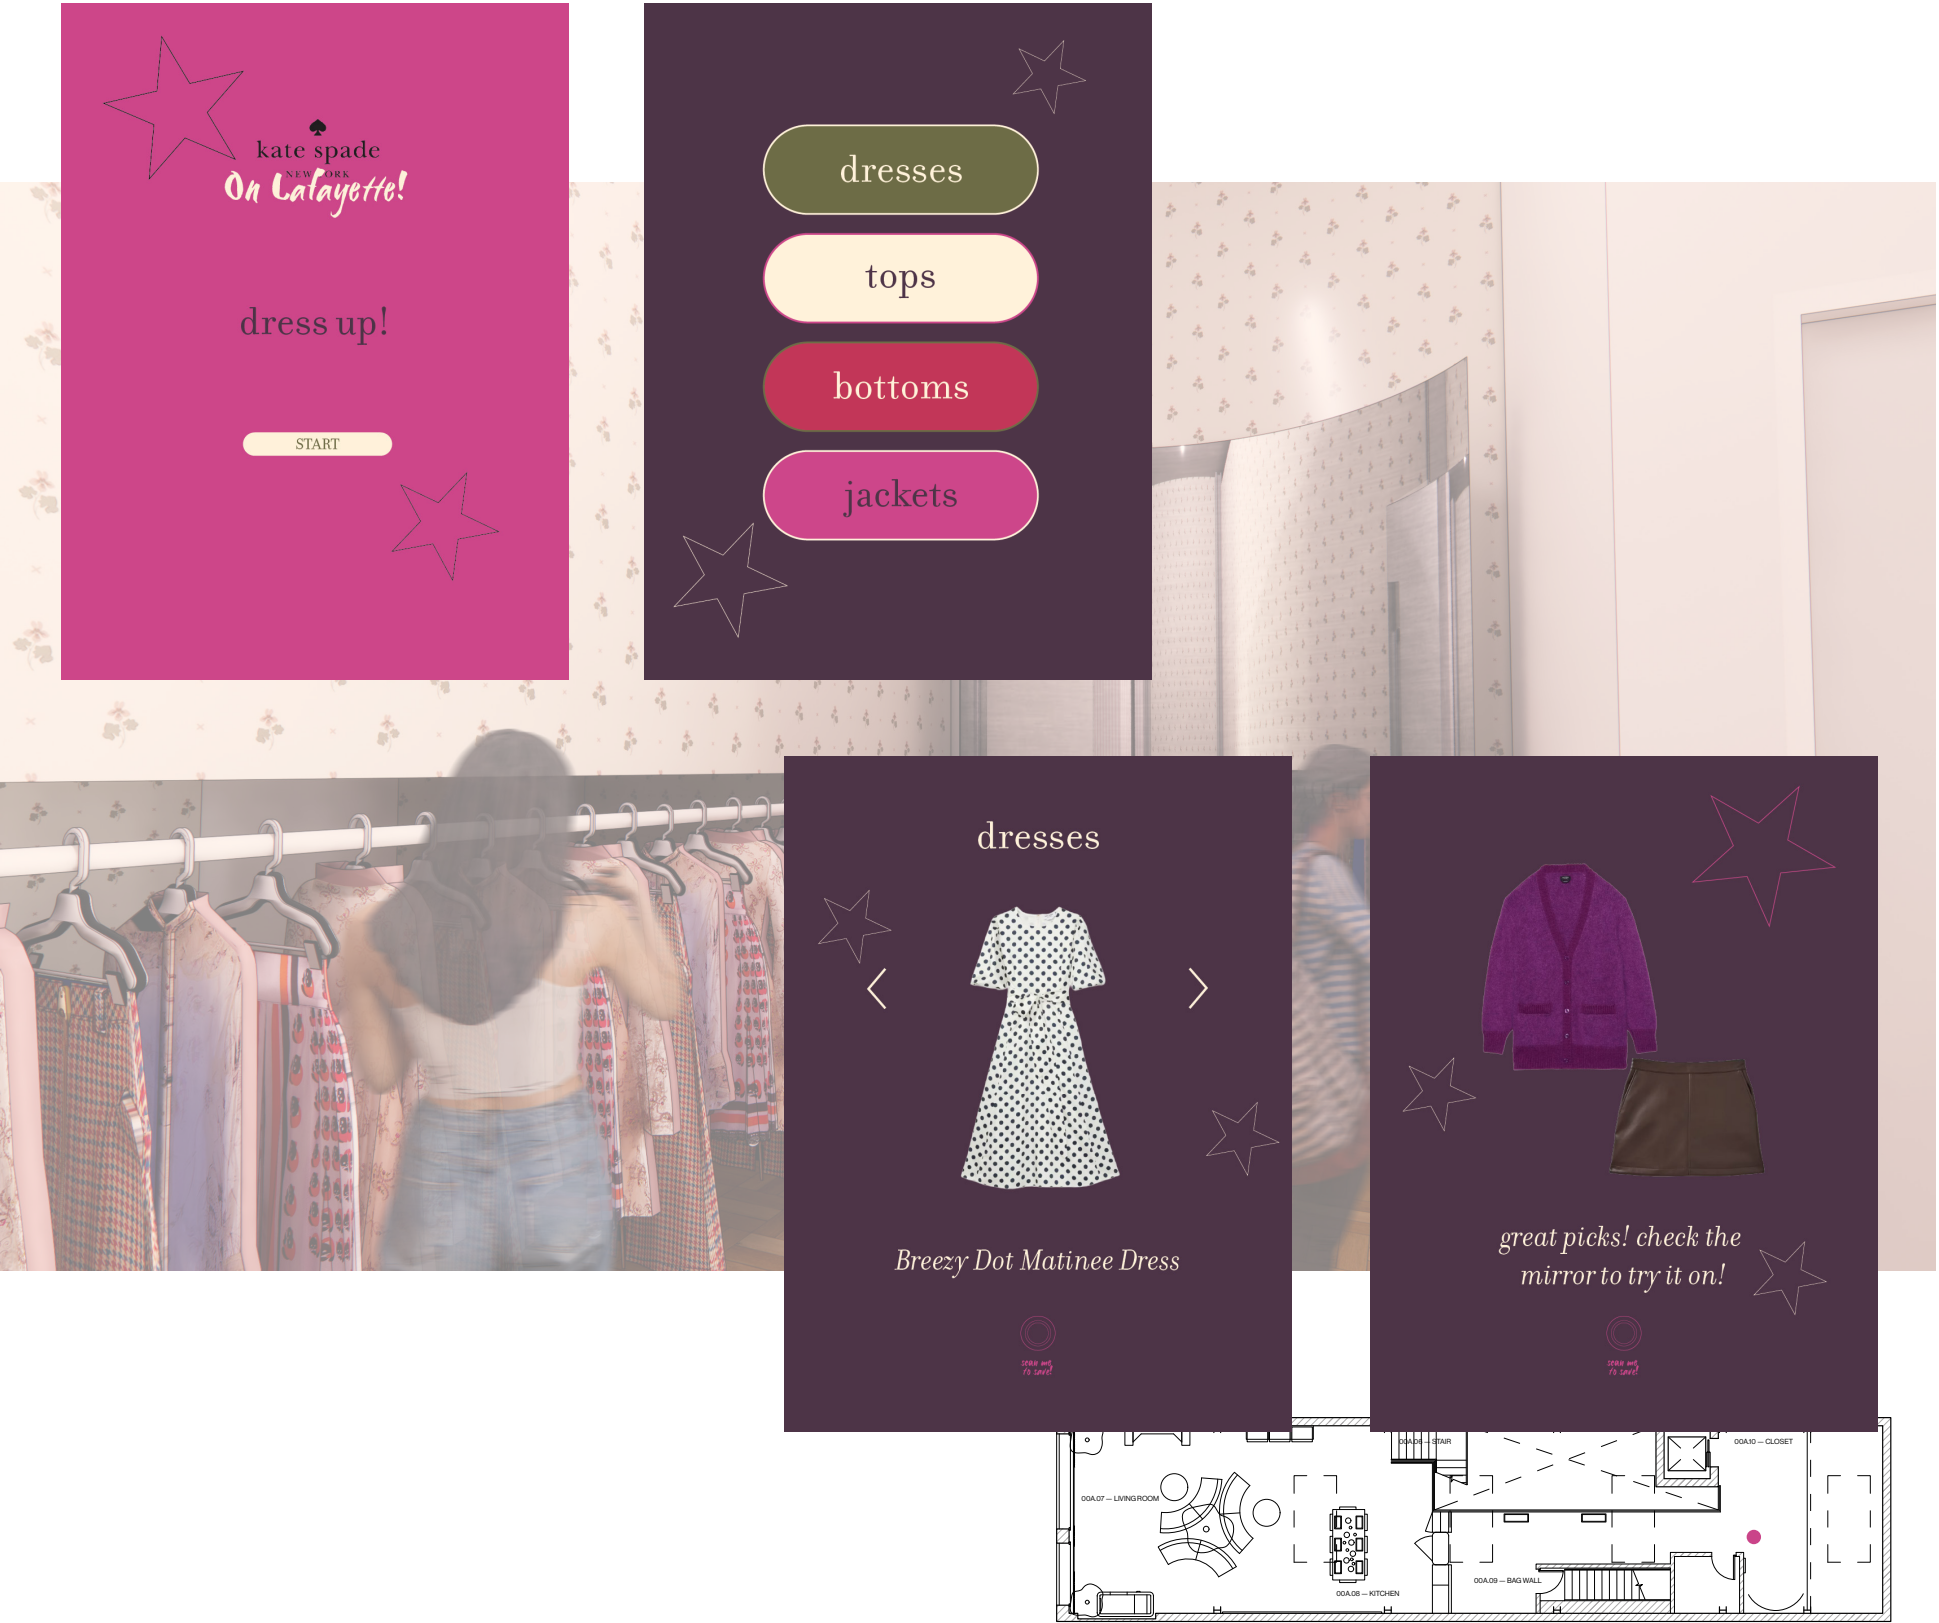 kate spade
NEW YORK
On Lafayette!
dress up!
START
dresses
tops
bottoms
jackets
dresses
Breezy Dot Matinee Dress
scan me
to save!
great picks! check the
mirror to try it on!
scan me
to save!
00A.06 — STAIR
00A.10 — CLOSET
00A.07 — LIVING ROOM
00A.09 — BAG WALL
00A.08 — KITCHEN